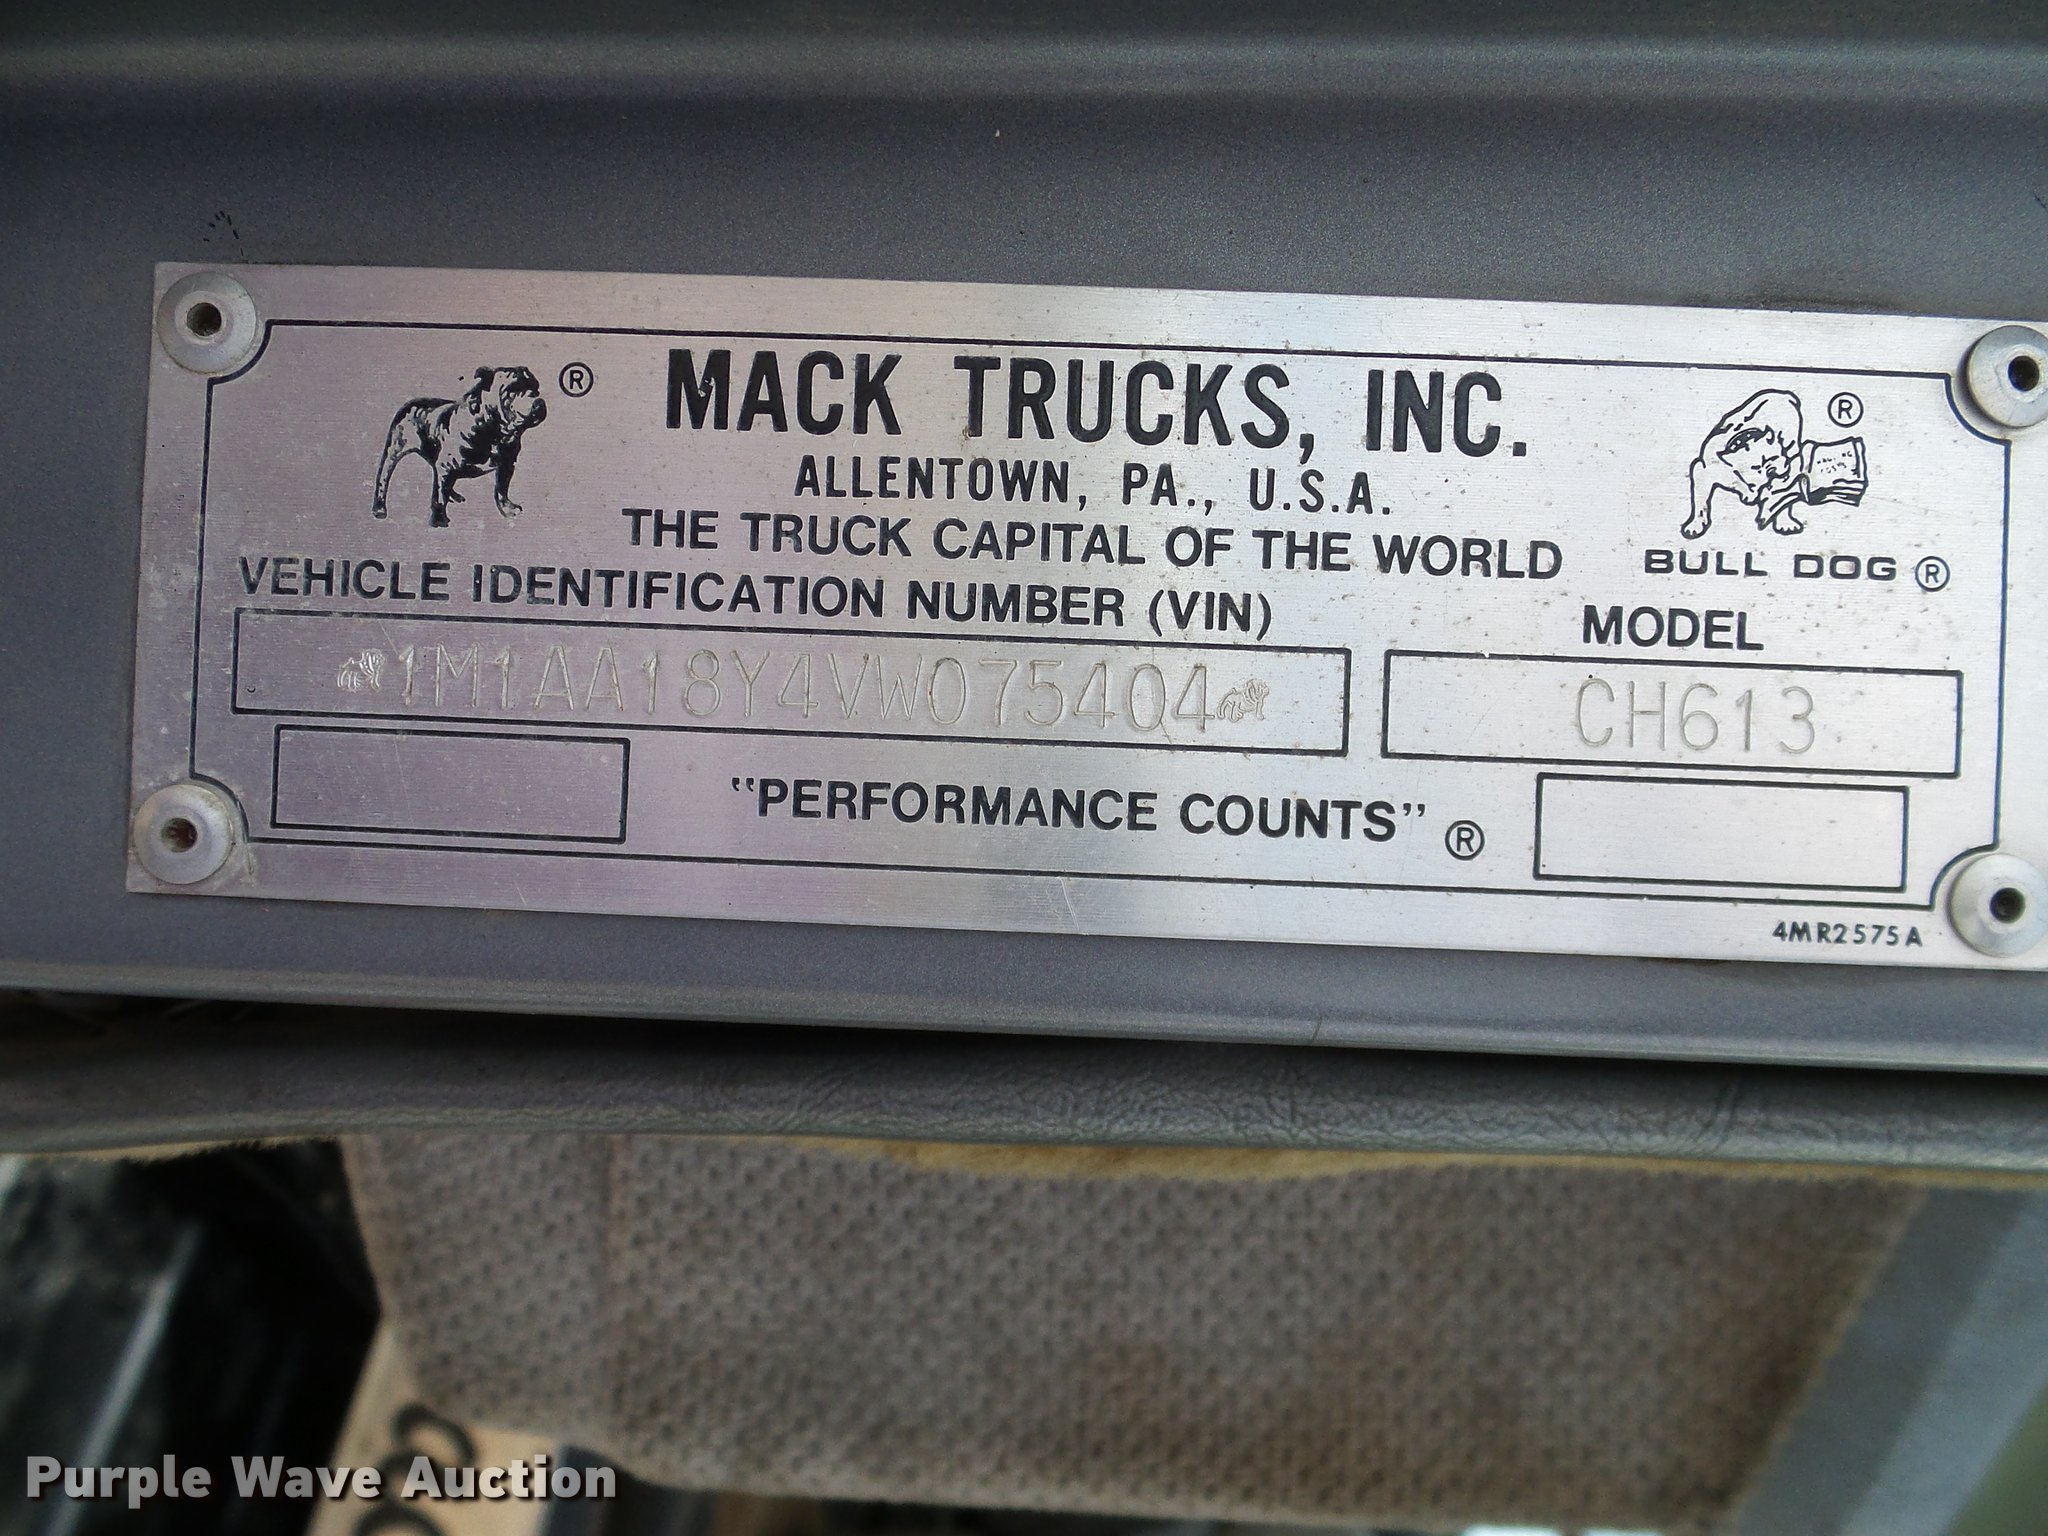 ® MACK TRUCKS, INC. ®
ALLENTOWN, PA., U.S.A.
THE TRUCK CAPITAL OF THE WORLD
BULL DOG ®
VEHICLE IDENTIFICATION NUMBER (VIN)
MODEL
1M1AA18Y4VW075404
CH613
"PERFORMANCE COUNTS" ®
4MR2575A
Purple Wave Auction